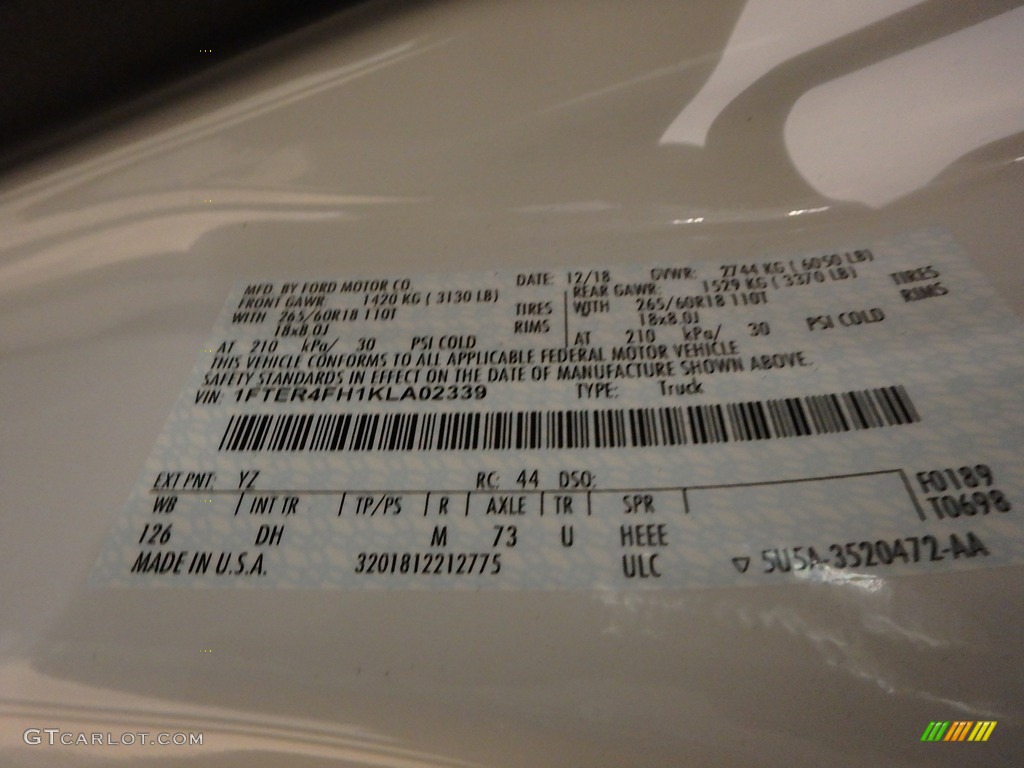 MFD. BY FORD MOTOR CO. DATE: 12/18 GVWR: 2744 KG ( 6050 LB)
FRONT GAWR: 1420 KG ( 3130 LB) REAR GAWR: 1529 KG ( 3370 LB)
WITH 265/60R18 110T TIRES WITH 265/60R18 110T TIRES
18x8.0J RIMS 18x8.0J RIMS
AT 210 kPa/ 30 PSI COLD AT 210 kPa/ 30 PSI COLD
THIS VEHICLE CONFORMS TO ALL APPLICABLE FEDERAL MOTOR VEHICLE
SAFETY STANDARDS IN EFFECT ON THE DATE OF MANUFACTURE SHOWN ABOVE.
VIN: 1FTER4FH1KLA02339 TYPE: Truck
EXT PNT: YZ RC: 44 DSO: F0189
WB INT TR TP/PS R AXLE TR SPR T0698
126 DH M 73 U HEEE
MADE IN U.S.A. 3201812212775 ULC ▽ 5U5A-3520472-AA
GTCARLOT.COM